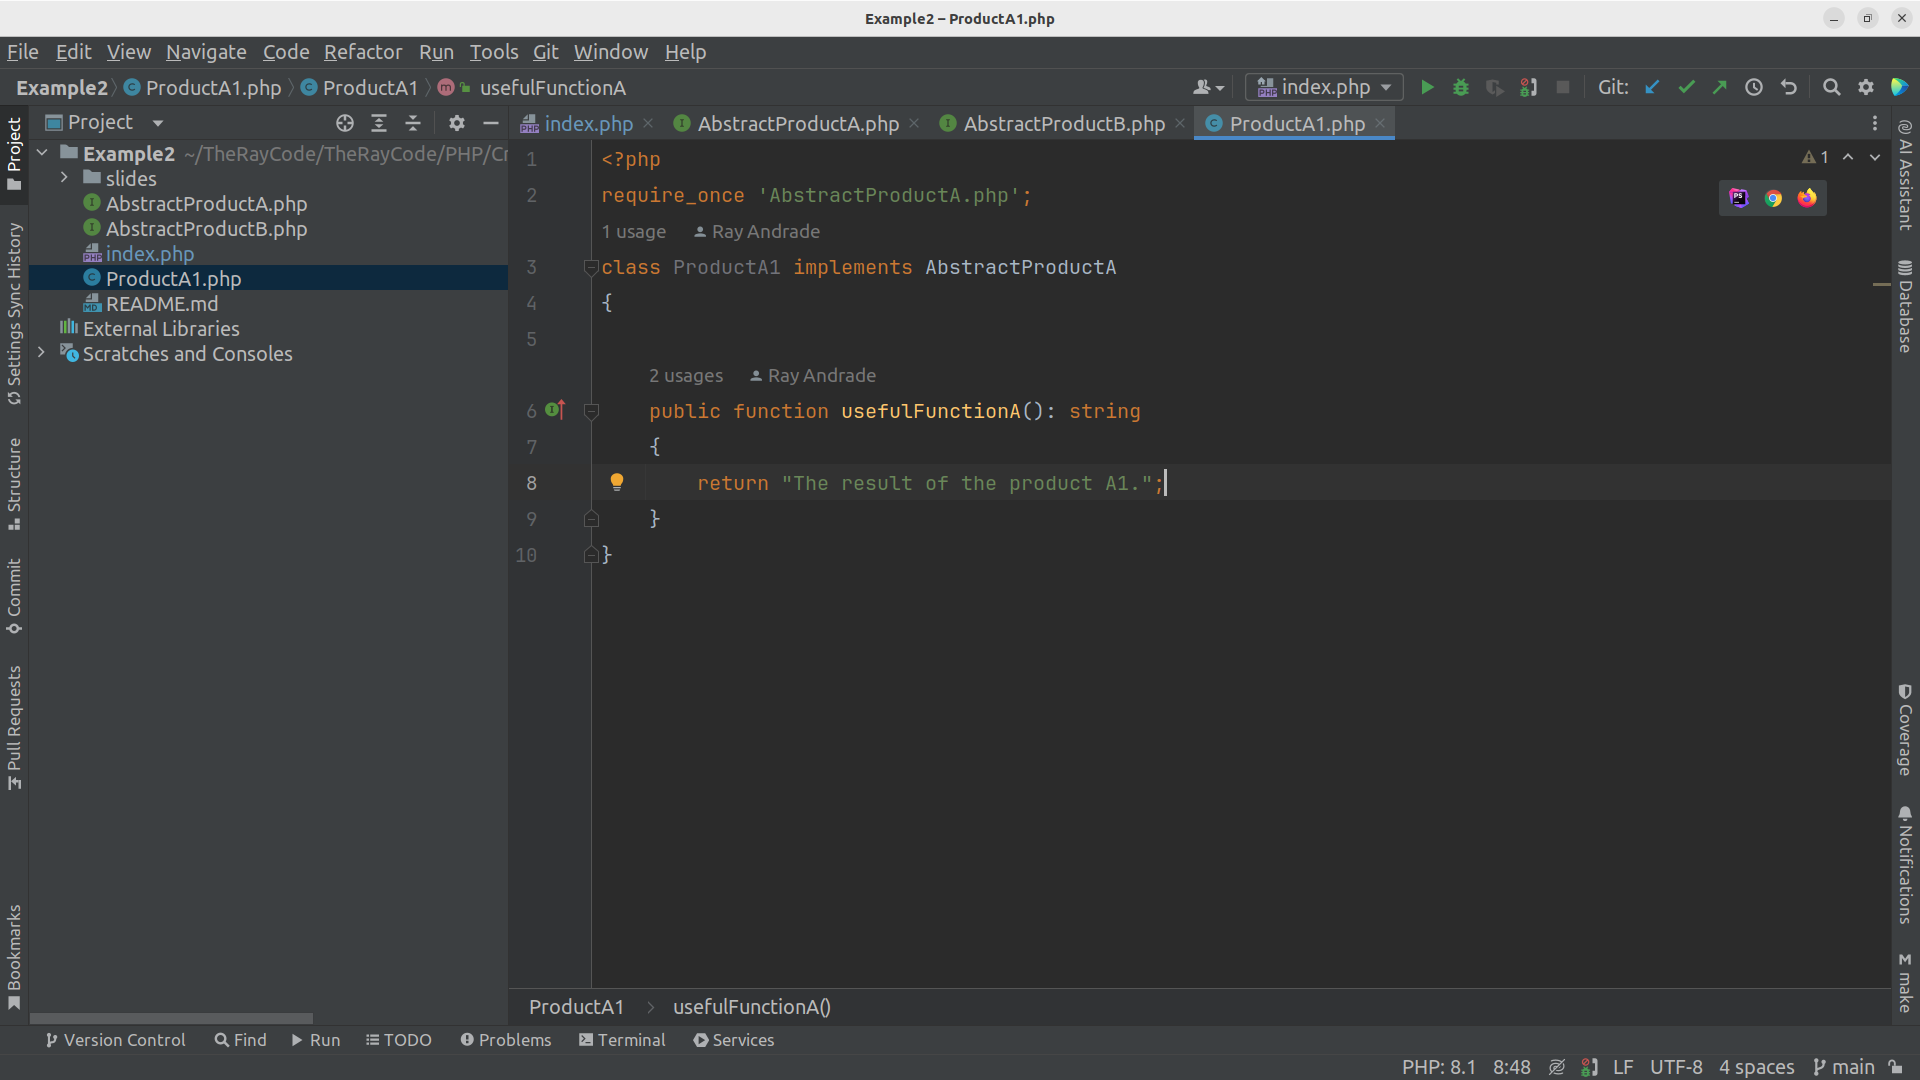 Example2 – ProductA1.php
File Edit View Navigate Code Refactor Run Tools Git Window Help
Example2 ProductA1.php ProductA1 m usefulFunctionA
index.php
Git:
Project
index.php
AbstractProductA.php
AbstractProductB.php
ProductA1.php
Example2 ~/TheRayCode/TheRayCode/PHP/Cr
slides
AbstractProductA.php
AbstractProductB.php
index.php
ProductA1.php
README.md
External Libraries
Scratches and Consoles
1 <?php
2 require_once 'AbstractProductA.php';
1 usage Ray Andrade
3 class ProductA1 implements AbstractProductA
4 {
5
2 usages Ray Andrade
6 public function usefulFunctionA(): string
7 {
8 return "The result of the product A1.";
9 }
10 }
1
ProductA1 > usefulFunctionA()
Project
Settings Sync History
Structure
Commit
Pull Requests
Bookmarks
AI Assistant
Database
Coverage
Notifications
M make
Version Control Find Run TODO Problems Terminal Services
PHP: 8.1 8:48 LF UTF-8 4 spaces main